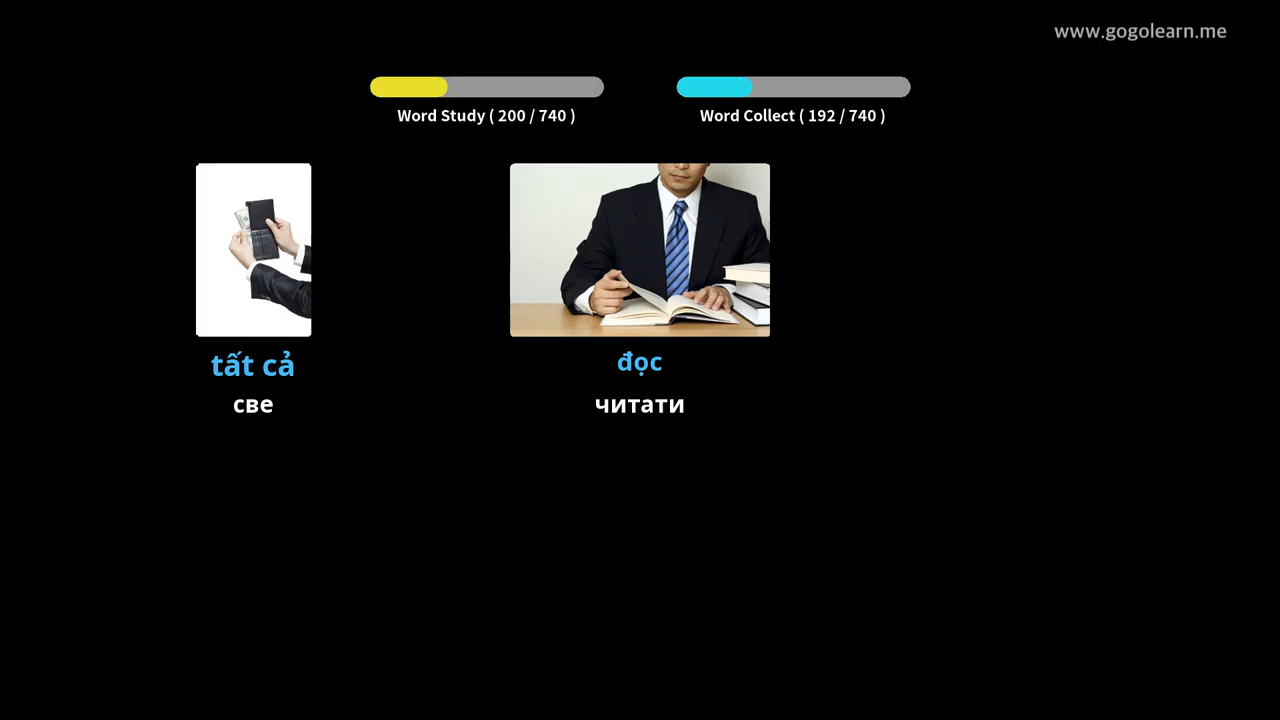 www.gogolearn.me
Word Study ( 200 / 740 )
Word Collect ( 192 / 740 )
tất cả
све
đọc
читати